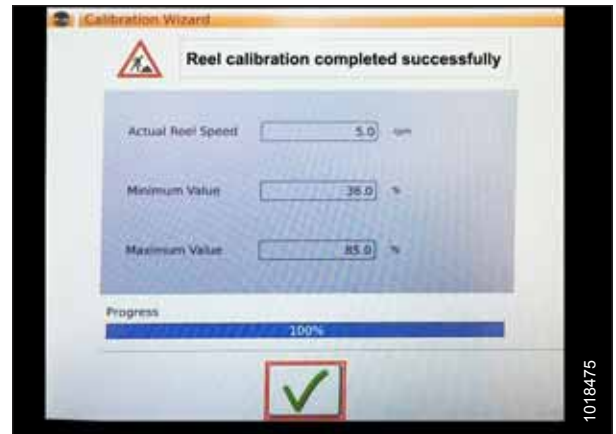 Calibration Wizard
Reel calibration completed successfully
Actual Reel Speed 5.0 rpm
Minimum Value 36.0 %
Maximum Value 85.0 %
Progress
100%
1018475